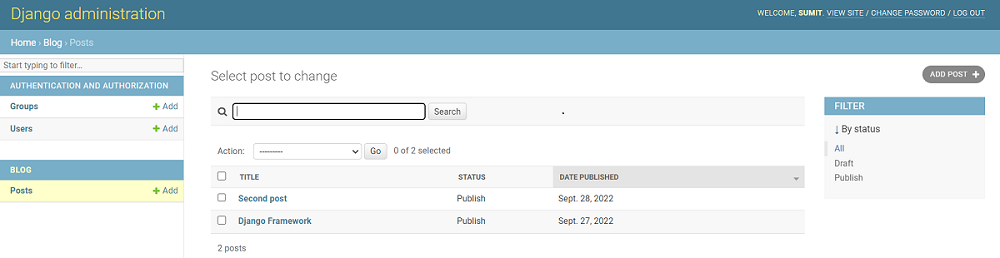 Django administration
WELCOME, SUMIT. VIEW SITE / CHANGE PASSWORD / LOG OUT
Home › Blog › Posts
Start typing to filter...
AUTHENTICATION AND AUTHORIZATION
Groups + Add
Users + Add
BLOG
Posts + Add
Select post to change
ADD POST +
Search
Action: --------- Go 0 of 2 selected
TITLE STATUS DATE PUBLISHED
Second post Publish Sept. 28, 2022
Django Framework Publish Sept. 27, 2022
2 posts
FILTER
↓ By status
All
Draft
Publish